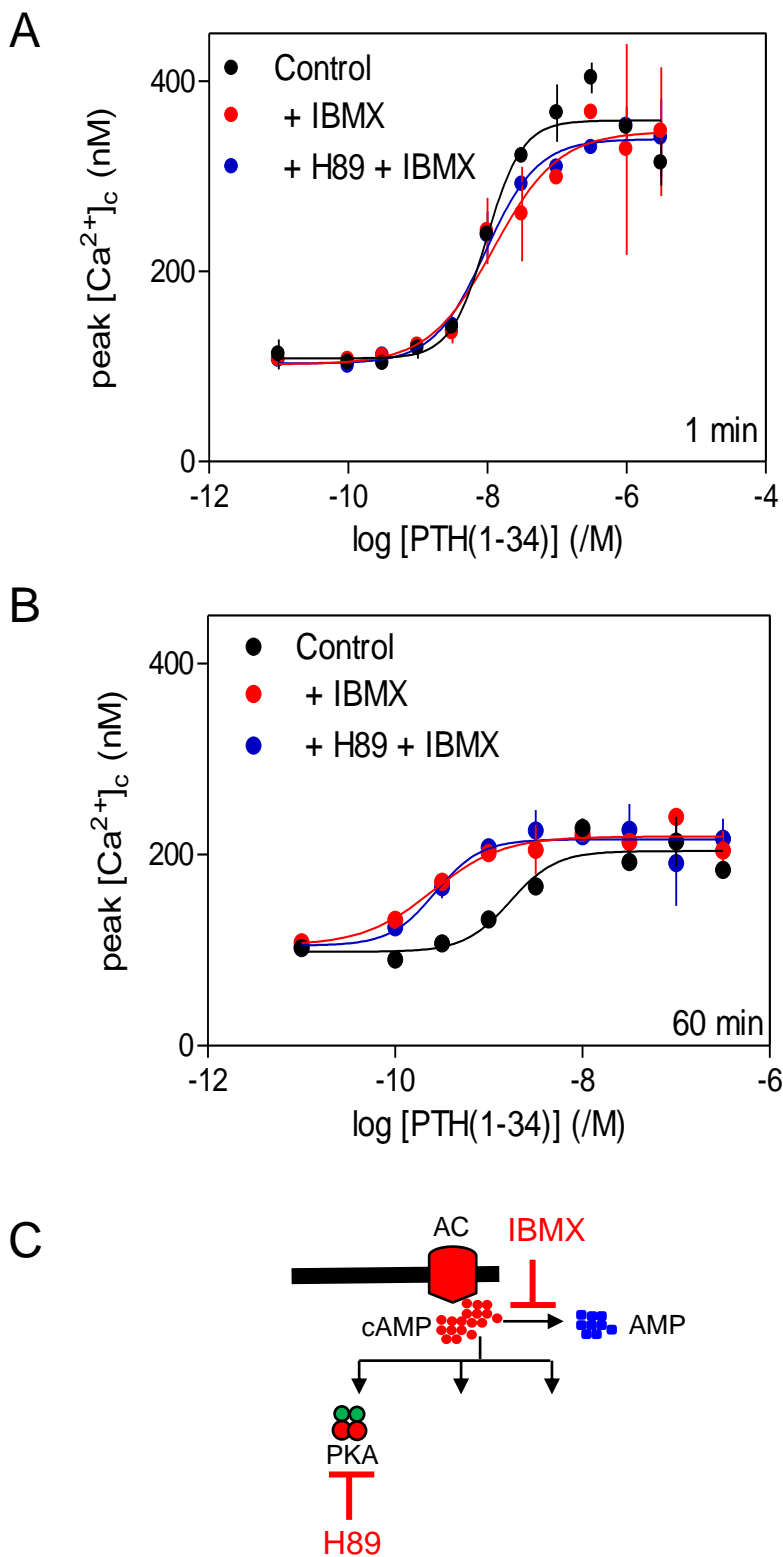 A
Control
+ IBMX
+ H89 + IBMX
peak [Ca²⁺]c (nM)
400
200
0
1 min
-12 -10 -8 -6 -4
log [PTH(1-34)] (/M)
B
Control
+ IBMX
+ H89 + IBMX
peak [Ca²⁺]c (nM)
400
200
0
60 min
-12 -10 -8 -6
log [PTH(1-34)] (/M)
C
AC
IBMX
cAMP
AMP
PKA
H89